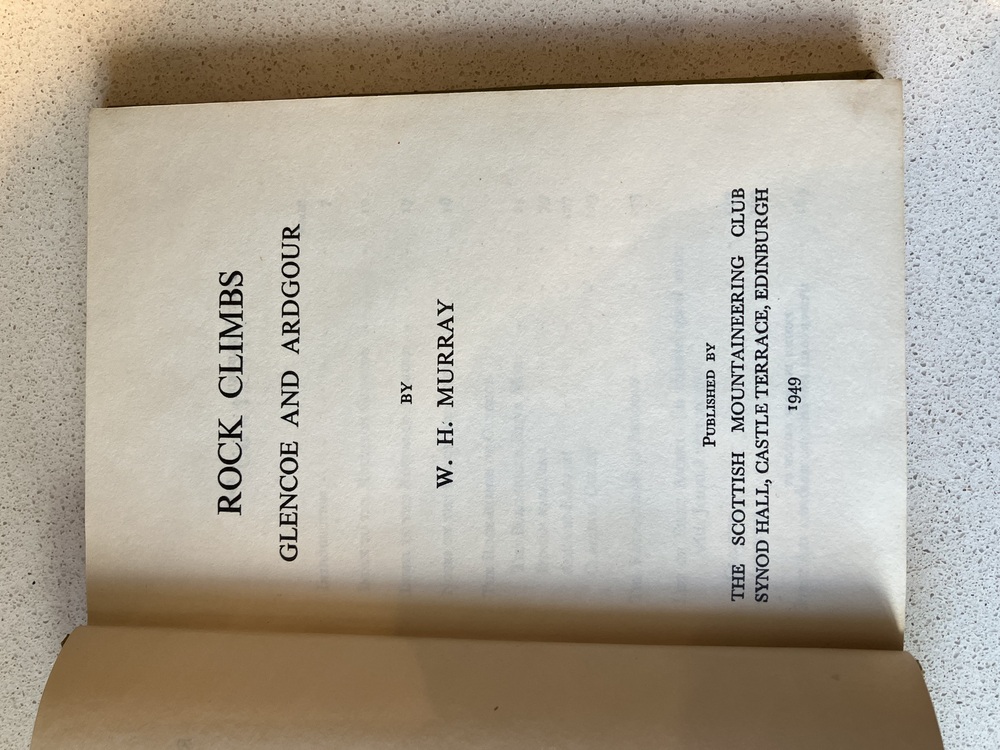 ROCK CLIMBS
GLENCOE AND ARDGOUR
BY
W. H. MURRAY
PUBLISHED BY
THE SCOTTISH MOUNTAINEERING CLUB
SYNOD HALL, CASTLE TERRACE, EDINBURGH
1949